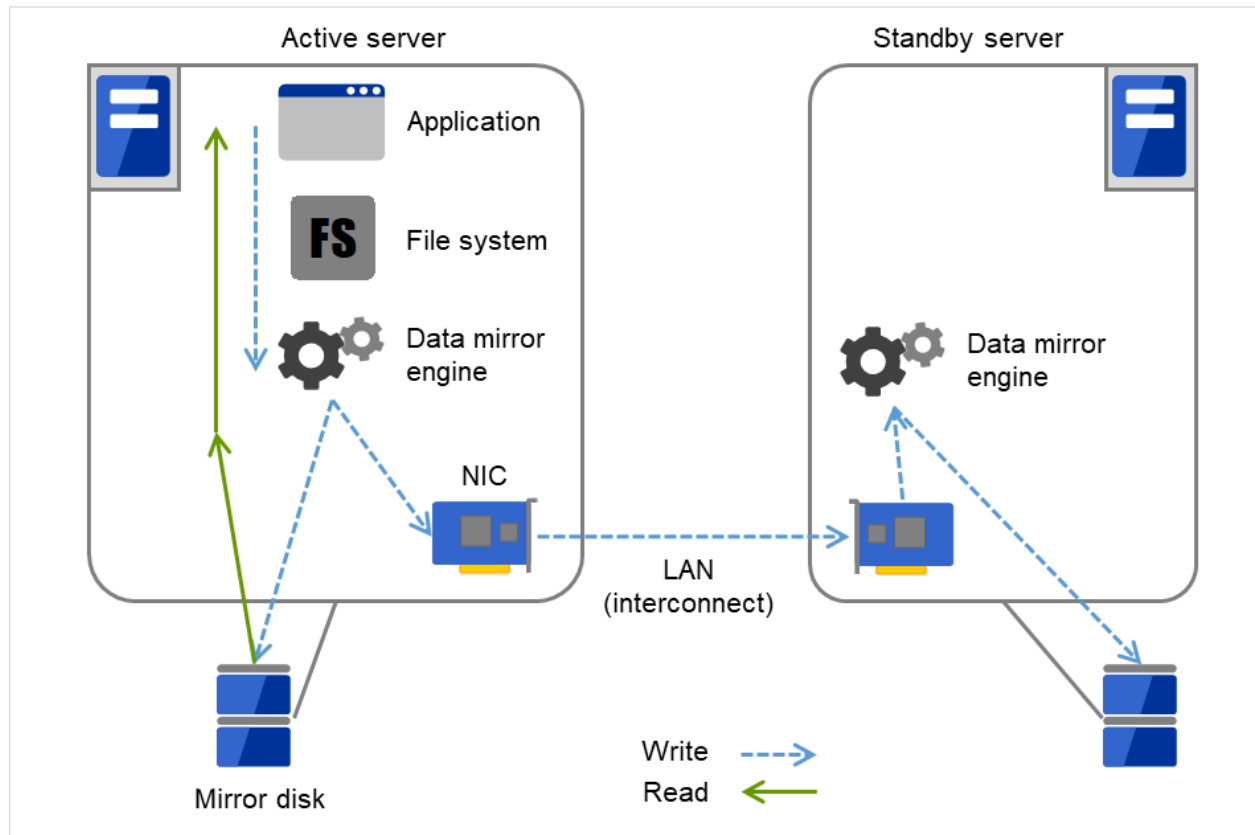 Active server
Standby server
Application
FS
File system
Data mirror
engine
Data mirror
engine
NIC
LAN
(interconnect)
Write
Read
Mirror disk